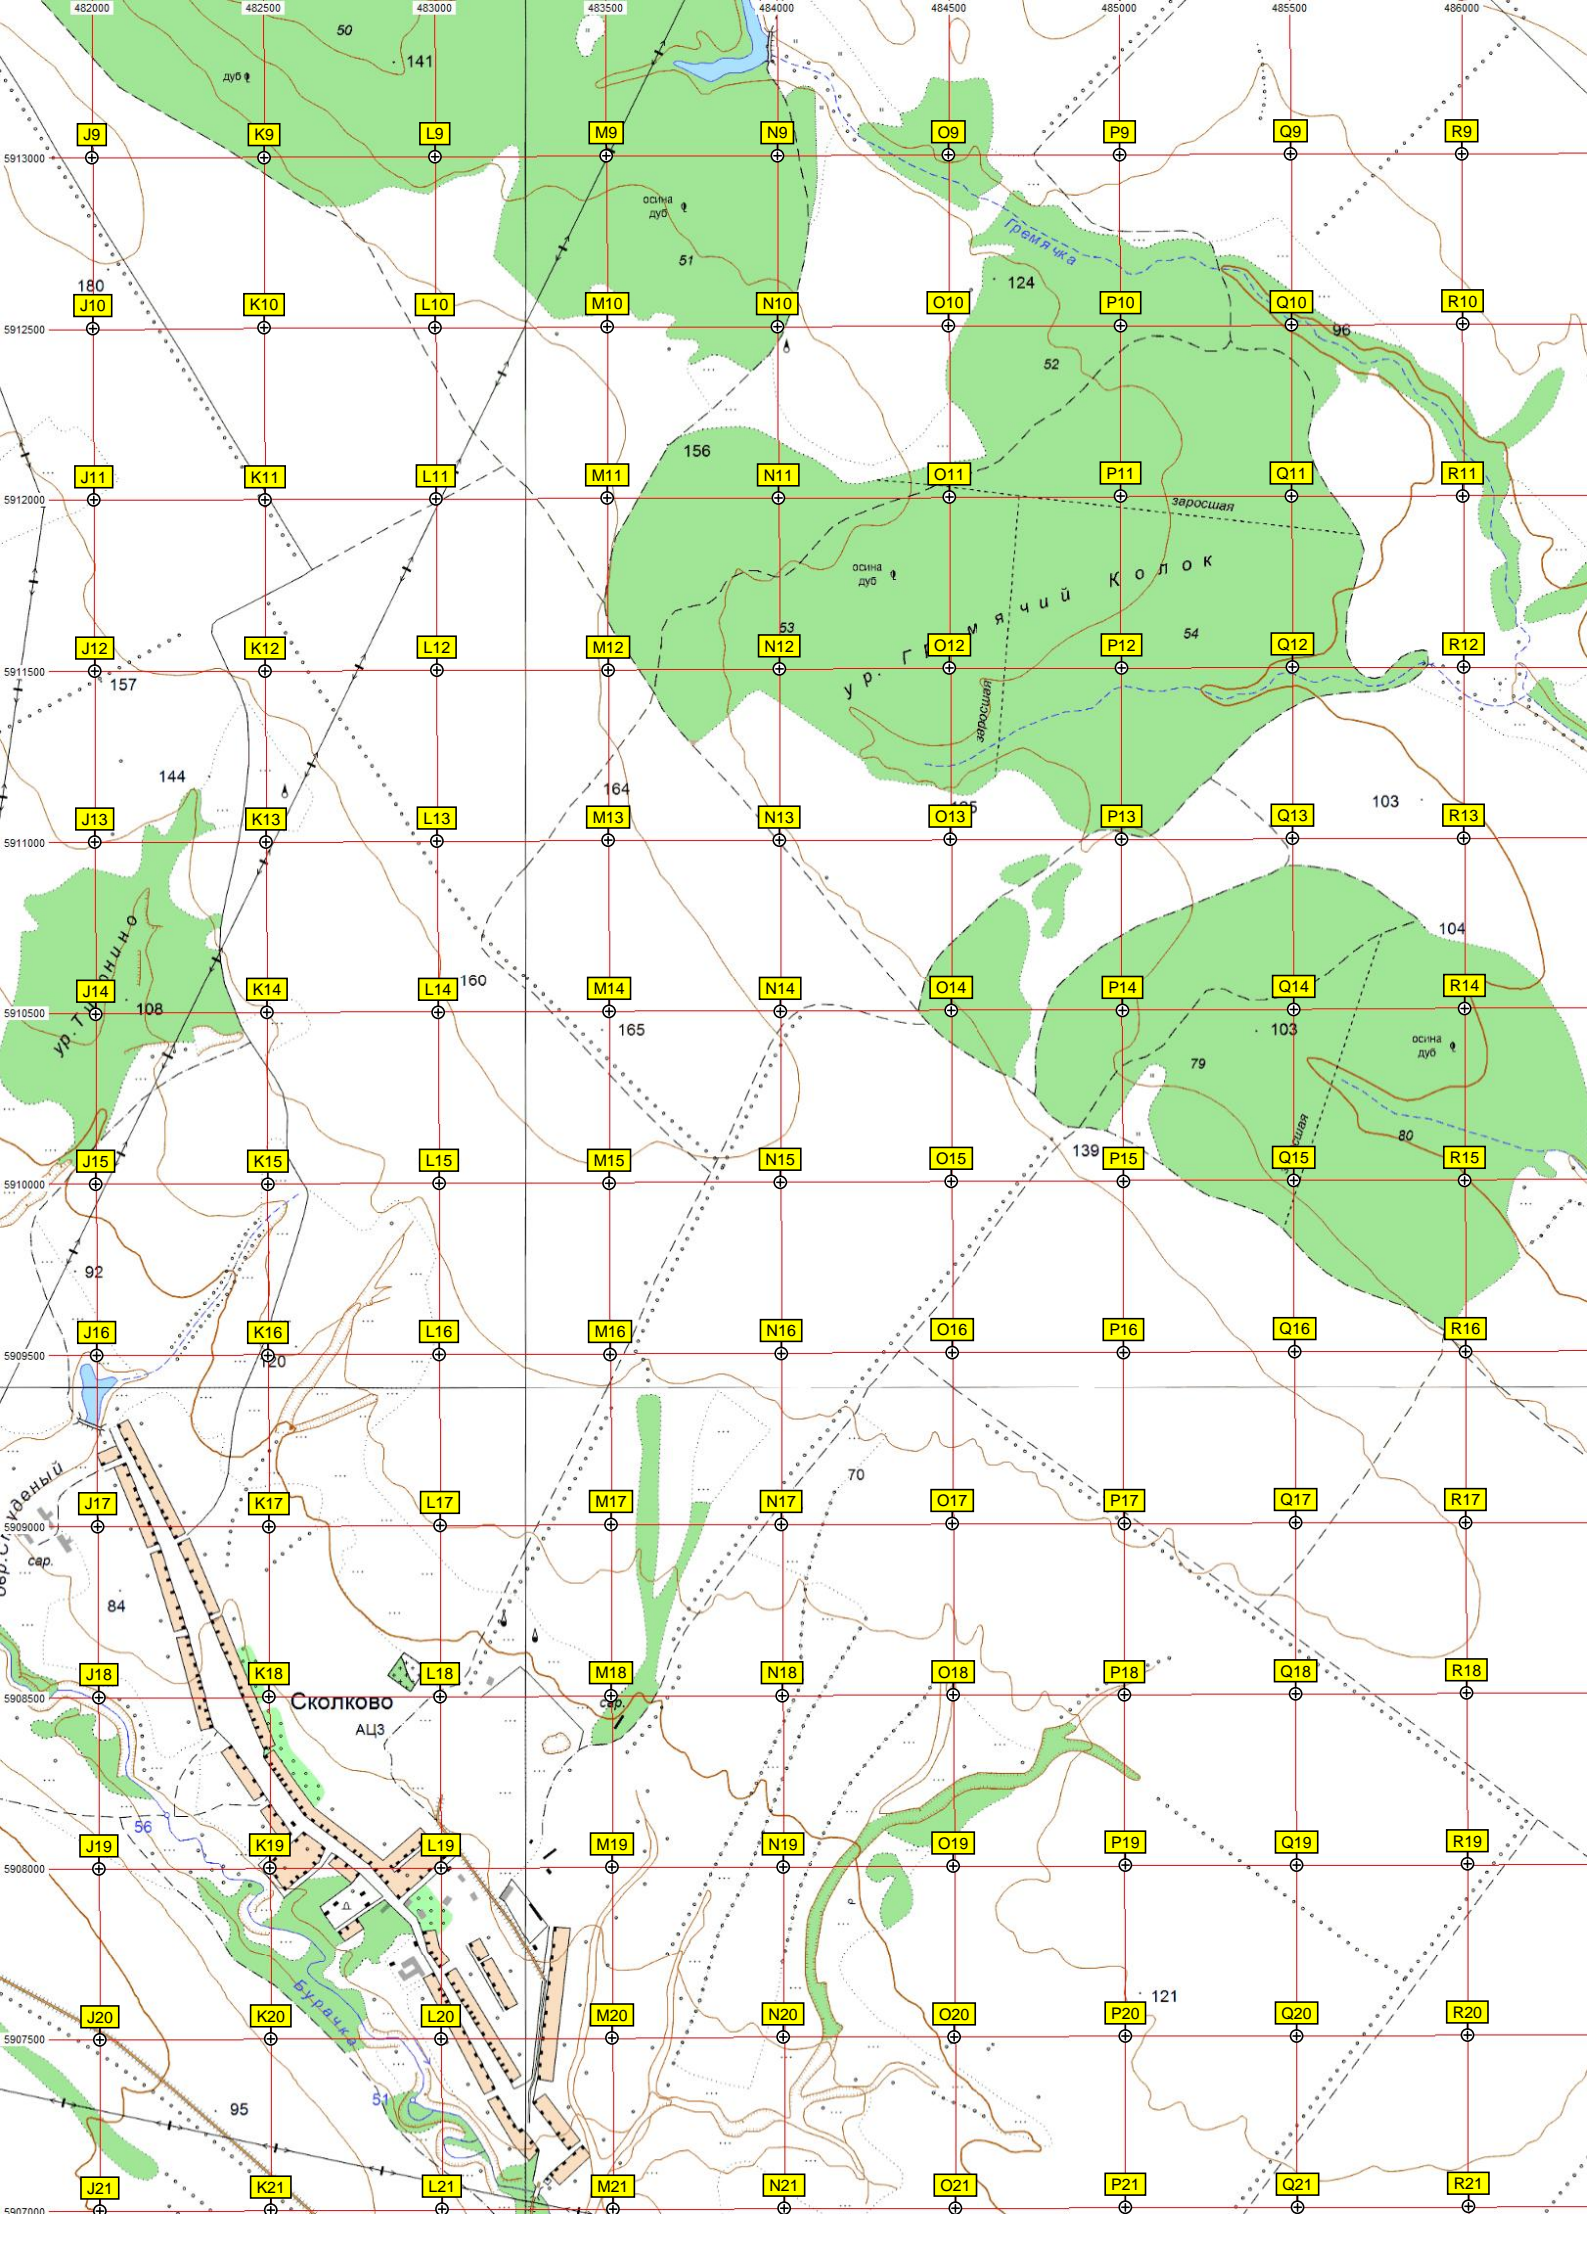 482000 482500 483000 483500 484000 484500 485000 485500 486000
50
141
дуб
J9 K9 L9 M9 N9 O9 P9 Q9 R9
5913000
осина
дуб
Гремячка
51
124
180
J10 K10 L10 M10 N10 O10 P10 Q10 R10
5912500
96
52
156
J11 K11 L11 M11 N11 O11 P11 Q11 R11
5912000
заросшая
осина
дуб
ур. Гремячий Колок
53
54
J12 K12 L12 M12 N12 O12 P12 Q12 R12
5911500
157
заросшая
144
164
103
J13 K13 L13 M13 N13 O13 P13 Q13 R13
5911000
104
160
J14 K14 L14 M14 N14 O14 P14 Q14 R14
108
5910500
165
103
осина
дуб
79
80
139
J15 K15 L15 M15 N15 O15 P15 Q15 R15
5910000
92
J16 K16 L16 M16 N16 O16 P16 Q16 R16
5909500
120
70
J17 K17 L17 M17 N17 O17 P17 Q17 R17
5909000
сар.
84
J18 K18 L18 M18 N18 O18 P18 Q18 R18
5908500
Сколково
сар.
АЦЗ
56
J19 K19 L19 M19 N19 O19 P19 Q19 R19
5908000
Бурачка
121
J20 K20 L20 M20 N20 O20 P20 Q20 R20
5907500
51
95
J21 K21 L21 M21 N21 O21 P21 Q21 R21
5907000